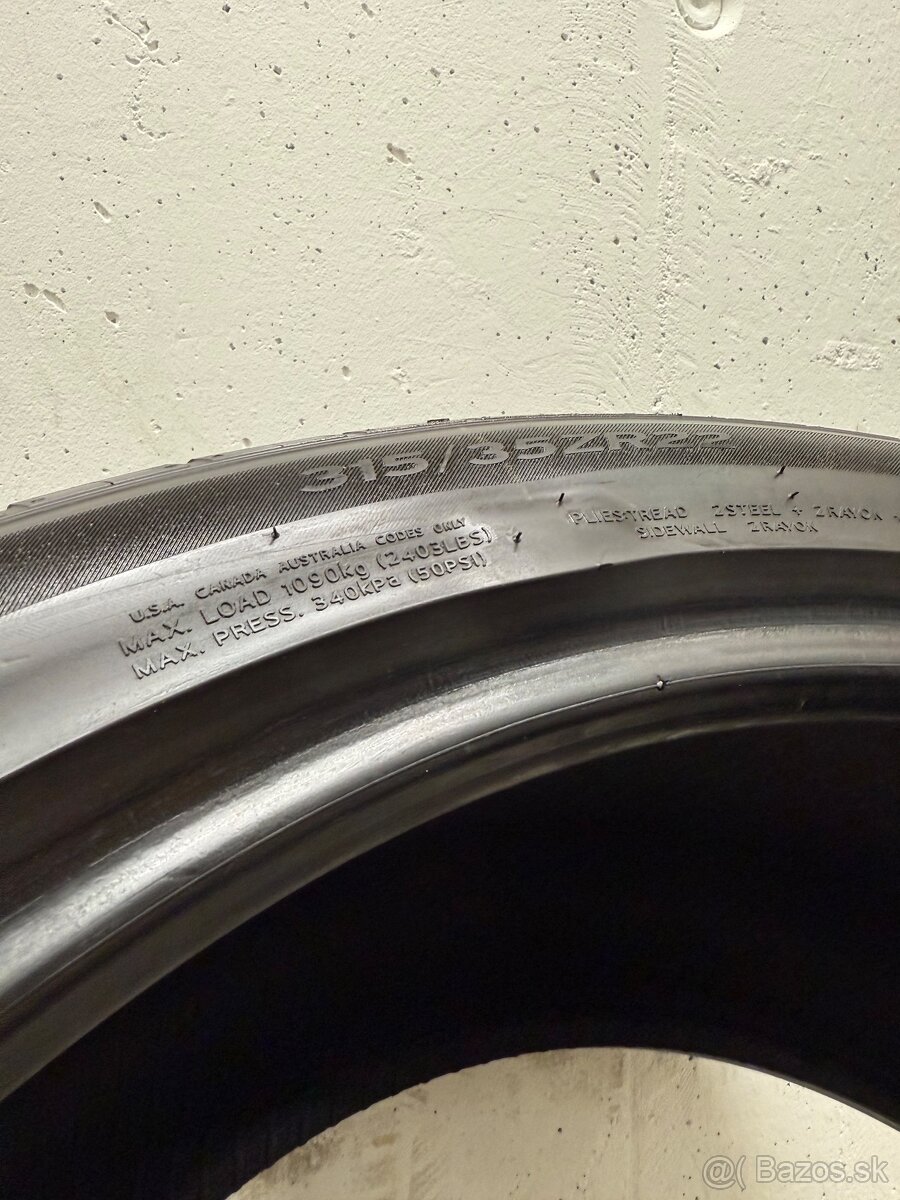 315/35ZR22
U.S.A. CANADA AUSTRALIA CODES ONLY
MAX. LOAD 1090kg (2403LBS)
MAX. PRESS. 340kPa (50PSI)
PLIES:TREAD 2STEEL + 2RAYON
SIDEWALL 2RAYON
@( Bazos.sk